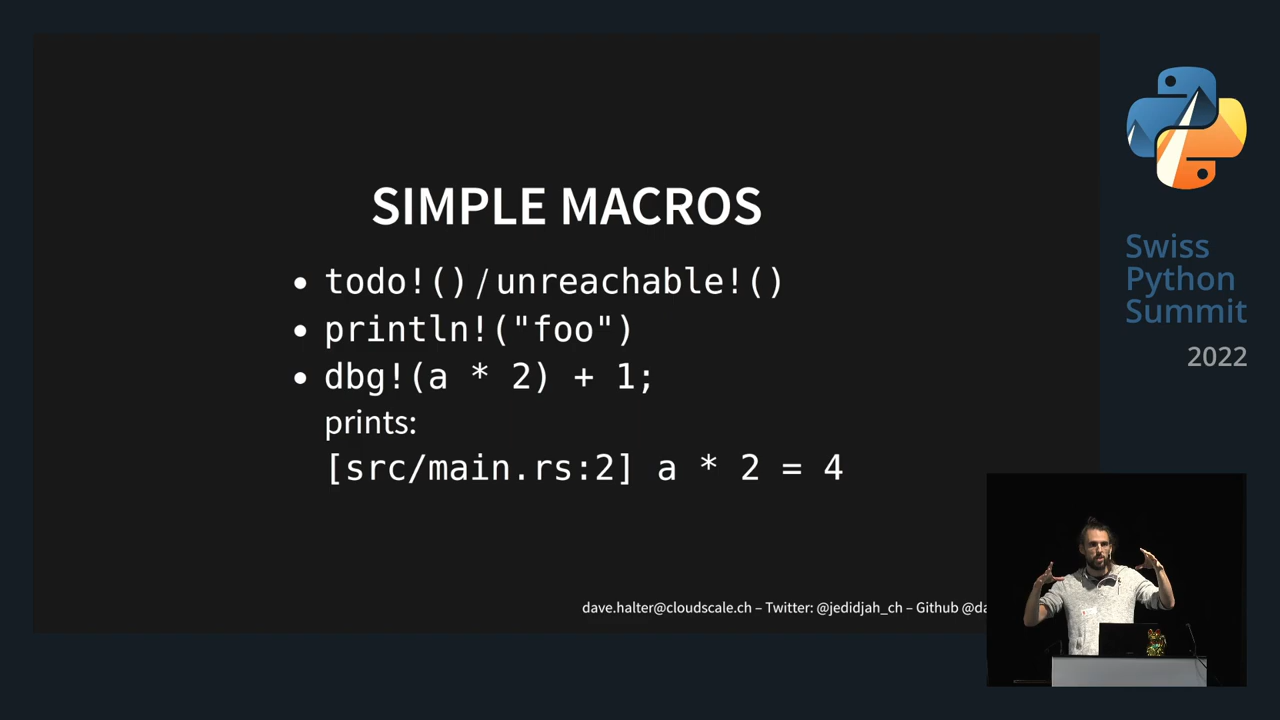 SIMPLE MACROS
• todo!()/unreachable!()
• println!("foo")
• dbg!(a * 2) + 1;
prints:
[src/main.rs:2] a * 2 = 4
dave.halter@cloudscale.ch – Twitter: @jedidjah_ch – Github @da
Swiss
Python
Summit
2022